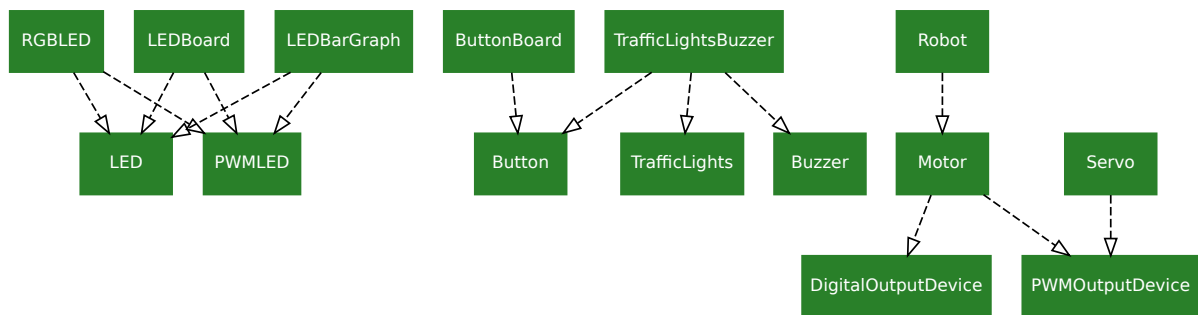 RGBLED
LEDBoard
LEDBarGraph
ButtonBoard
TrafficLightsBuzzer
Robot
LED
PWMLED
Button
TrafficLights
Buzzer
Motor
Servo
DigitalOutputDevice
PWMOutputDevice